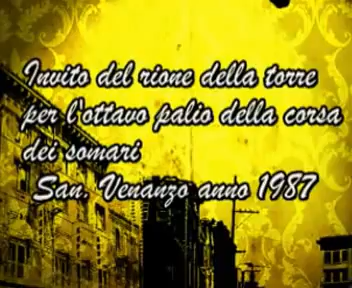 Invito del rione della torre
per l'ottavo palio della corsa
dei somari
San. Venanzo anno 1987